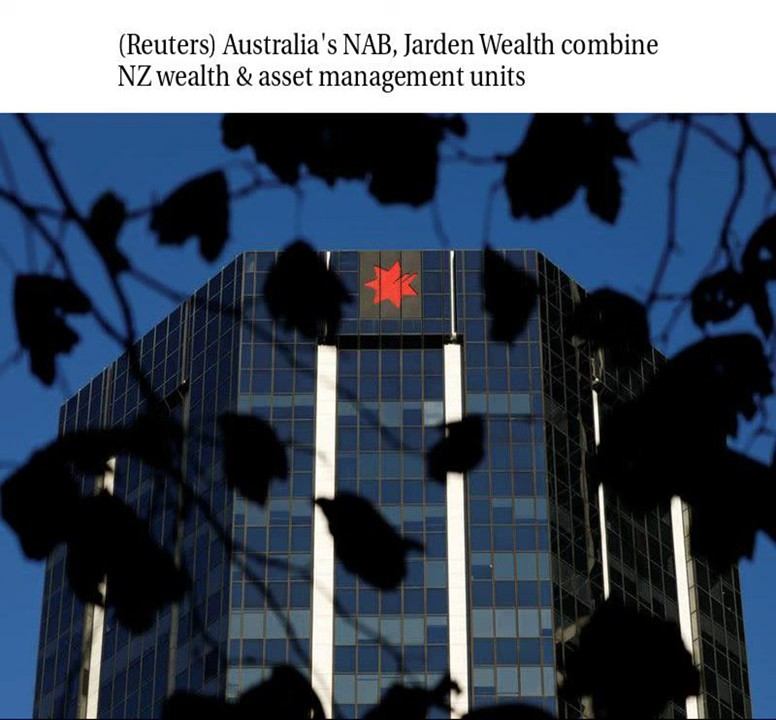 (Reuters) Australia's NAB, Jarden Wealth combine
NZ wealth & asset management units